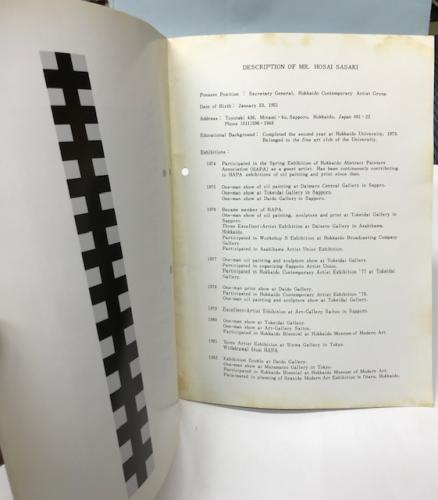 DESCRIPTION OF MR. HOSAI SASAKI
Present Position : Secretary General, Hokkaido Contemporary Artist Group.
Date of Birth : January 23, 1951
Address : Toyotaki 436, Minami-ku, Sapporo, Hokkaido, Japan 061-22
Phone (011)596-2968
Educational Background : Completed the second year at Hokkaido University, 1973.
Belonged to the fine art club of the University.
Exhibitions :
1974 Participated in the Spring Exhibition of Hokkaido Abstract Painters
Association (HAPA) as a guest artist. Has been continuously contributing
to HAPA exhibitions of oil painting and print since then.
1975 One-man show of oil painting at Daimaru Central Gallery in Sapporo.
One-man show at Tokeidai Gallery.
One-man show at Daido Gallery in Sapporo.
1976 Became member of HAPA.
One-man show of oil painting, sculpture and print at Tokeidai Gallery in
Sapporo.
Three Excellent-Artist Exhibition at Daimaru Gallery in Asahikawa,
Hokkaido.
Participated in Workshop 5 Exhibition at Hokkaido Broadcasting Company
Gallery.
Participated in Asahikawa Artist Union Exhibition.
1977 One-man oil painting and sculpture show at Tokeidai Gallery.
Participated in organizing Sapporo Artist Union.
Participated in Hokkaido Contemporary Artist Exhibition '77 at Tokeidai
Gallery.
1978 One-man print show at Daido Gallery.
Participated in Hokkaido Contemporary Artist Exhibition '78.
One-man oil painting and sculpture show at Tokeidai Gallery.
1979 Excellent-Artist Exhibition at Art-Gallery Saitou in Sapporo.
1980 One-man show at Tokeidai Gallery.
One-man show at Art-Gallery Saitou.
Participated in Hokkaido Biennial at Hokkaido Museum of Modern Art.
1981 Three Artist Exhibition at Shiwa Gallery in Tokyo.
Withdrawal from HAPA.
1982 Exhibition Double at Daido Gallery.
One-man show at Muramatsu Gallery in Tokyo.
Participated in Hokkaido Biennial at Hokkaido Museum of Modern Art.
Participated in planning of Seaside Modern Art Exhibition in Otaru, Hokkaido.